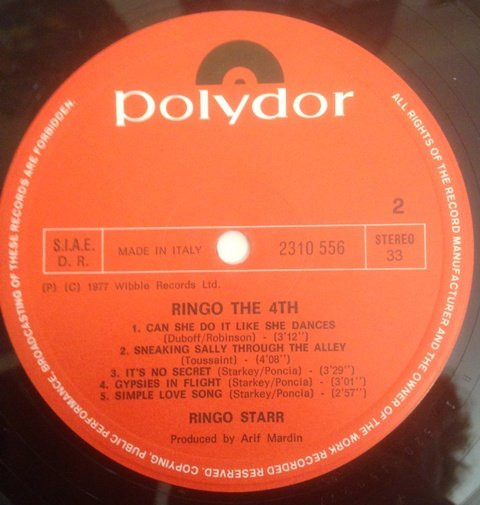 polydor
2
S.I.A.E.
D. R.
MADE IN ITALY
2310 556
STEREO
33
(P) (C) 1977 Wibble Records Ltd.
RINGO THE 4TH
1. CAN SHE DO IT LIKE SHE DANCES
(Duboff/Robinson) - (3'12'')
2. SNEAKING SALLY THROUGH THE ALLEY
(Toussaint) - (4'08'')
3. IT'S NO SECRET (Starkey/Poncia) - (3'29'')
4. GYPSIES IN FLIGHT (Starkey/Poncia) - (3'01'')
5. SIMPLE LOVE SONG (Starkey/Poncia) - (2'57'')
RINGO STARR
Produced by Arif Mardin
ALL RIGHTS OF THE RECORD MANUFACTURER AND THE OWNER OF THE WORK RECORDED RESERVED. COPYING, PUBLIC PERFORMANCE BROADCASTING OF THESE RECORDS ARE FORBIDDEN.